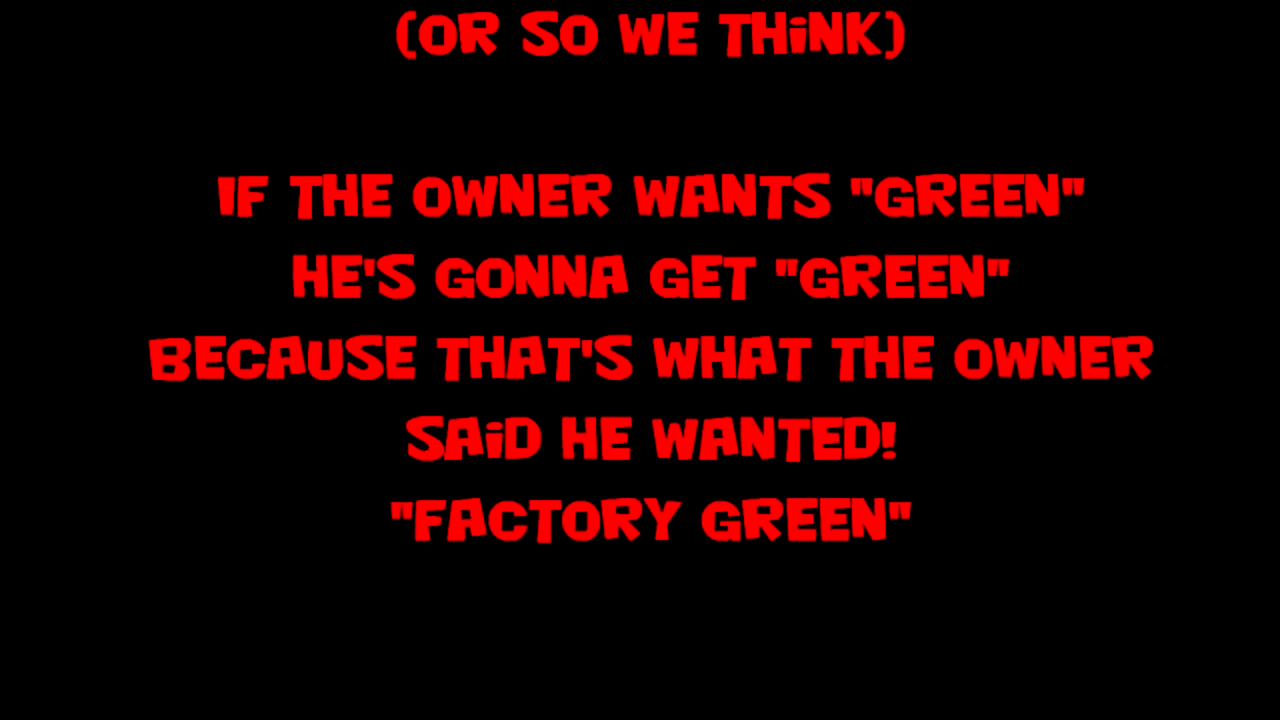 (OR SO WE THiNK)
IF THE OWNER WANTS "GREEN"
HE'S GONNA GET "GREEN"
BECAUSE THAT'S WHAT THE OWNER
SAiD HE WANTED!
"FACTORY GREEN"